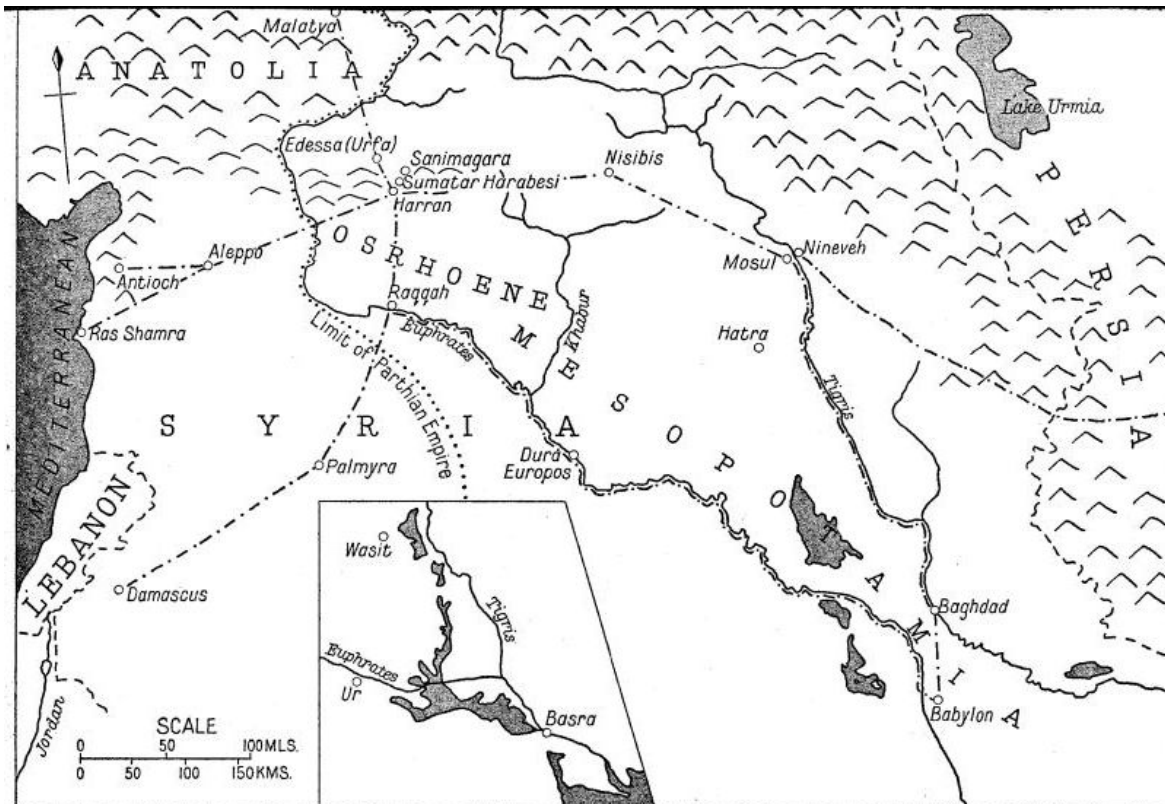 Malatya
ANATOLIA
Lake Urmia
Edessa (Urfa)
Sanimagara
Sumatar Harabesi
Harran
Nisibis
PERSIA
MEDITERRANEAN
Aleppo
Antioch
OSRHOENE
Mosul
Nineveh
Raqqah
Ras Shamra
Euphrates
Khabur
Hatra
MESOPOTAMIA
Limit of Parthian Empire
Tigris
SYRIA
Palmyra
Dura
Europos
LEBANON
Damascus
Wasit
Tigris
Euphrates
Ur
Basra
Baghdad
Babylon
Jordan
SCALE
0 50 100 MLS.
0 50 100 150 KMS.